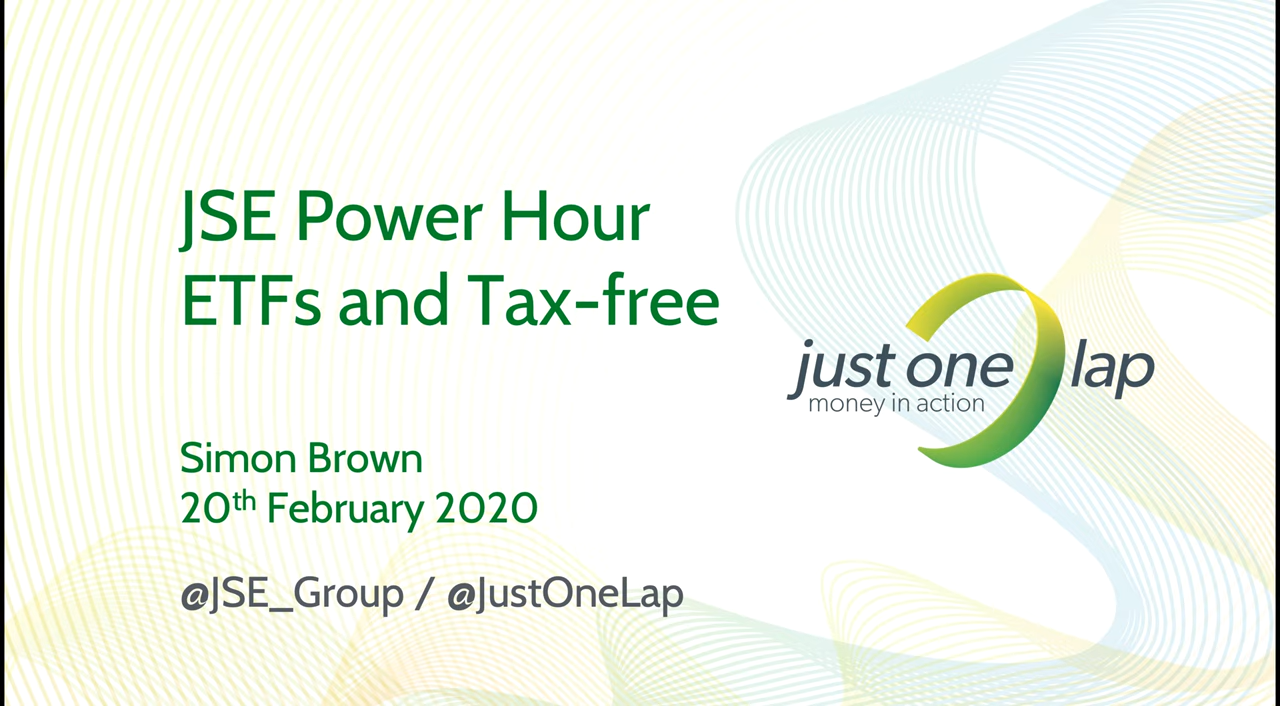 JSE Power Hour
ETFs and Tax-free
just one lap
money in action
Simon Brown
20th February 2020
@JSE_Group / @JustOneLap